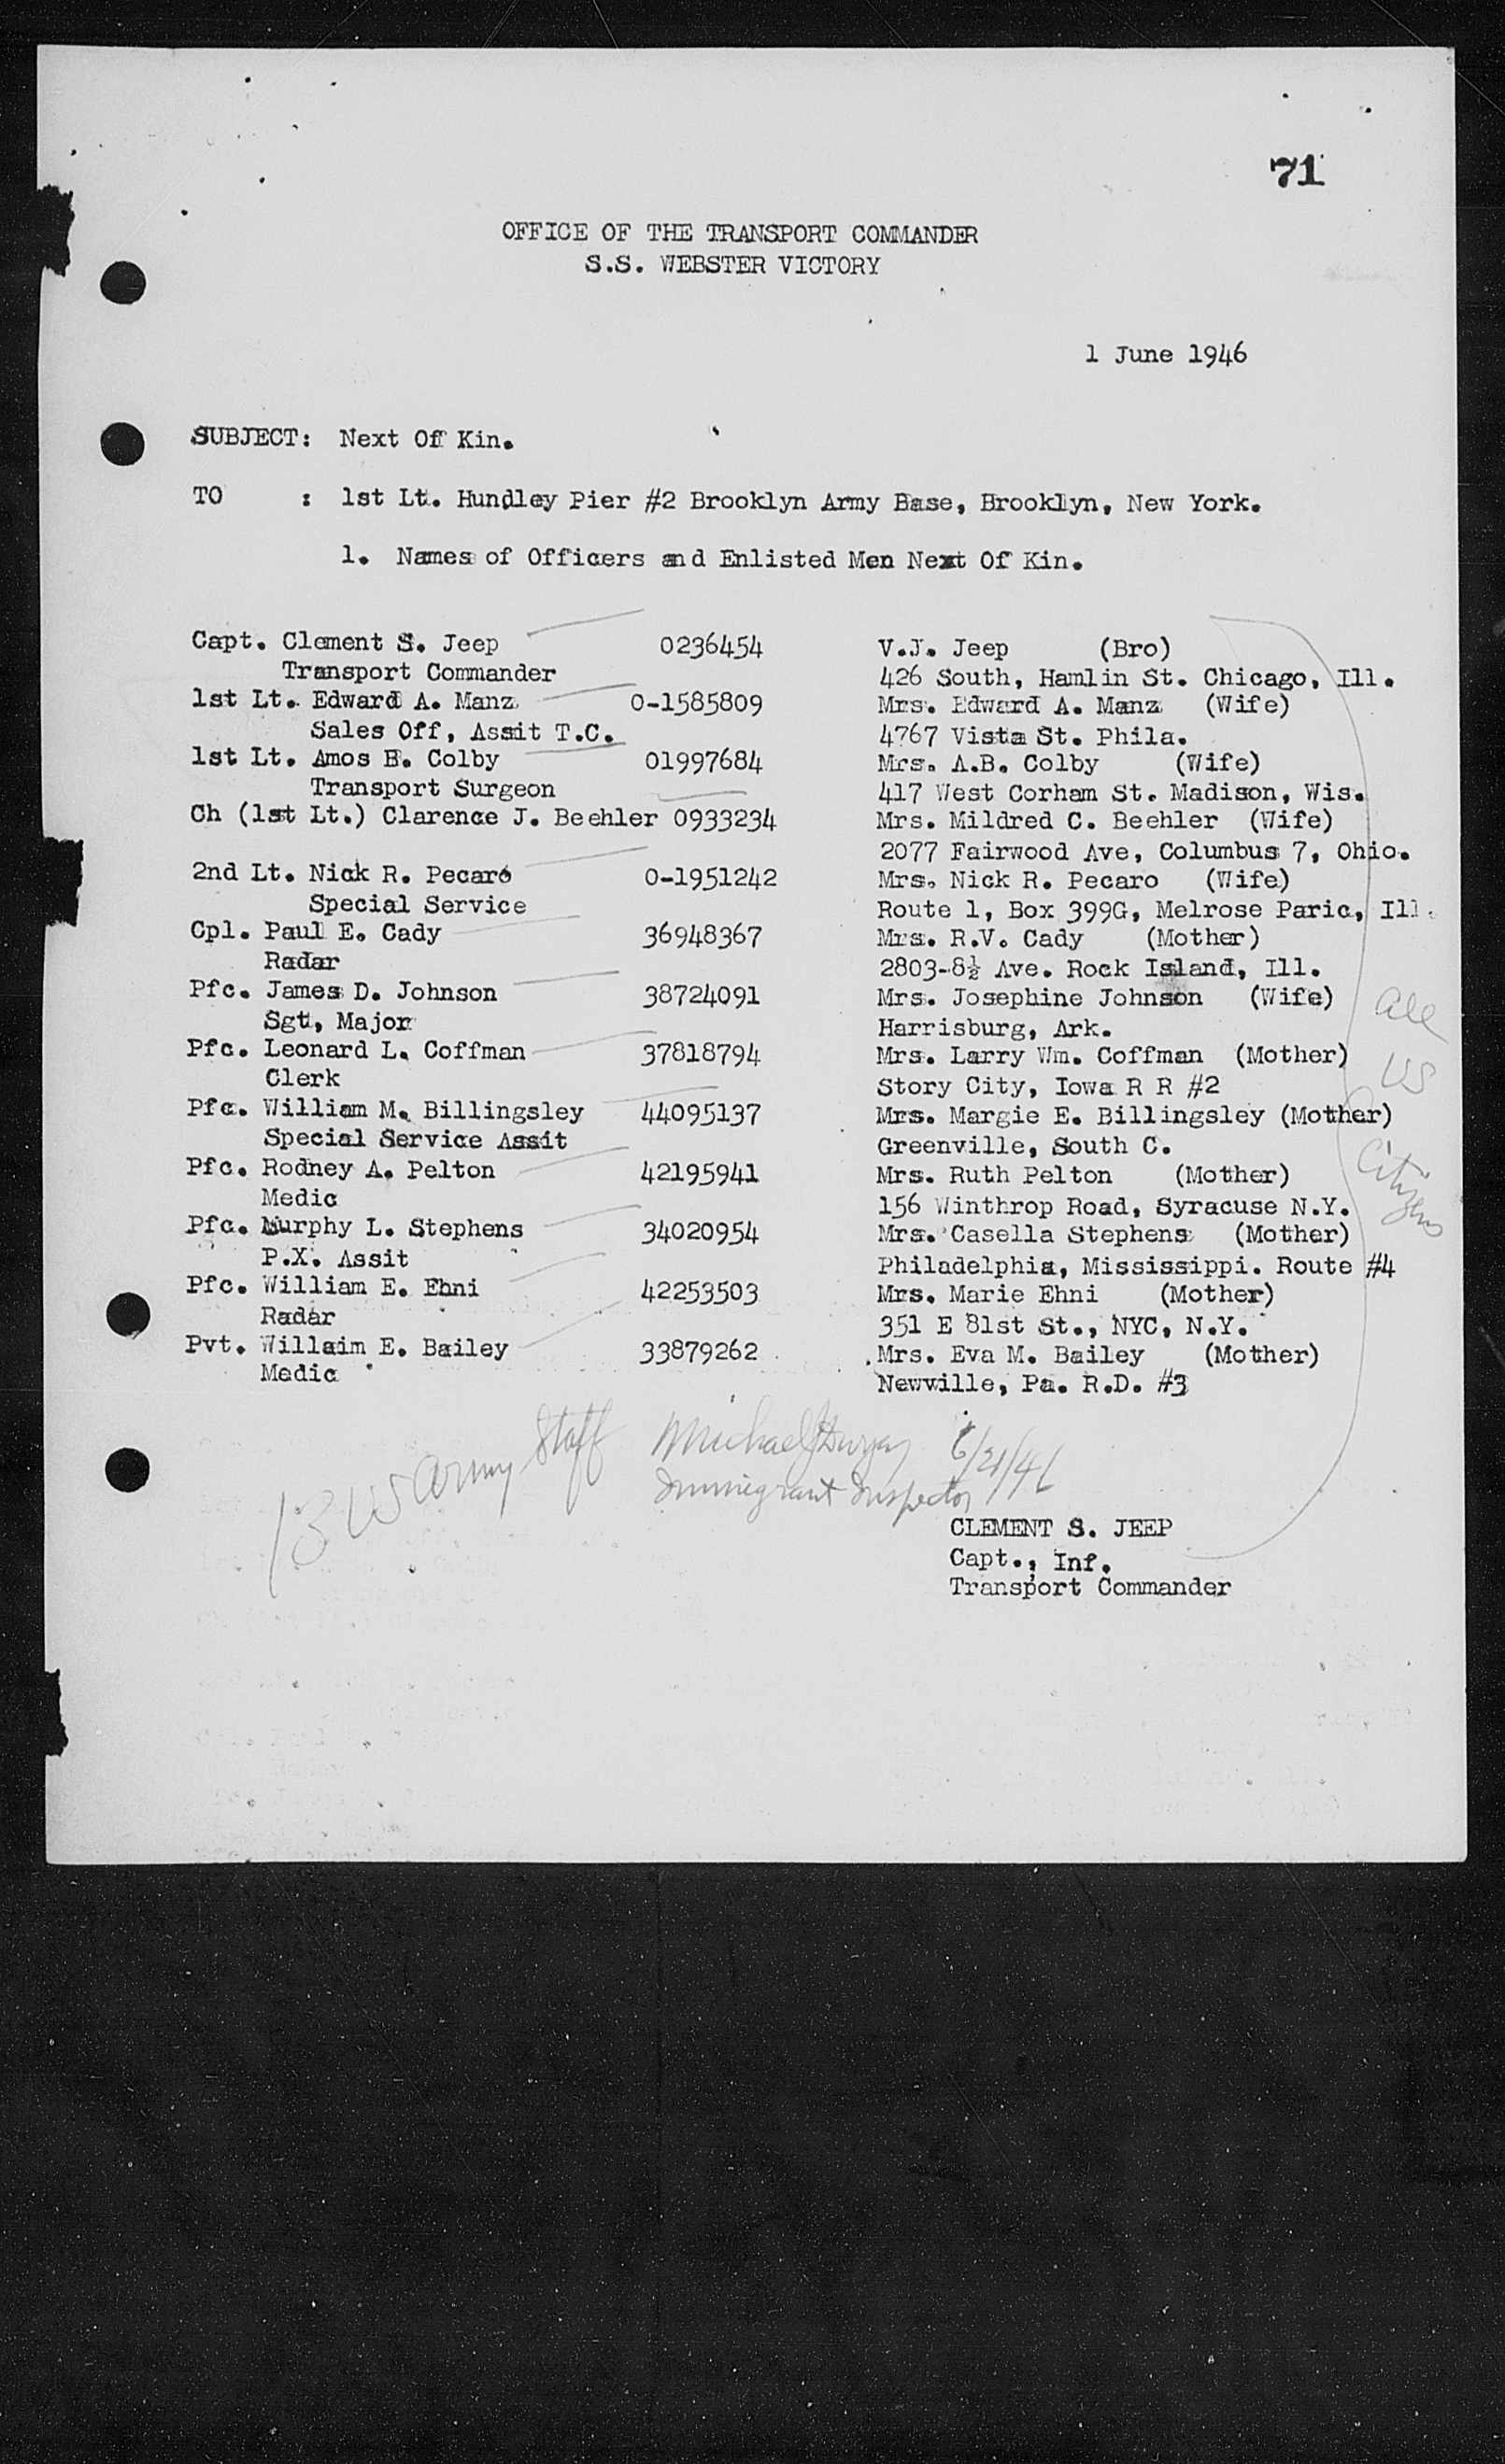 71
OFFICE OF THE TRANSPORT COMMANDER
S.S. WEBSTER VICTORY
1 June 1946
SUBJECT: Next Of Kin.
TO : 1st Lt. Hundley Pier #2 Brooklyn Army Base, Brooklyn, New York.
1. Names of Officers and Enlisted Men Next Of Kin.
Capt. Clement S. Jeep 0236454 V.J. Jeep (Bro)
Transport Commander 426 South, Hamlin St. Chicago, Ill.
1st Lt. Edward A. Manz 0-1585809 Mrs. Edward A. Manz (Wife)
Sales Off, Assit T.C. 4767 Vista St. Phila.
1st Lt. Amos B. Colby 01997684 Mrs. A.B. Colby (Wife)
Transport Surgeon 417 West Corham St. Madison, Wis.
Ch (1st Lt.) Clarence J. Beehler 0933234 Mrs. Mildred C. Beehler (Wife)
2077 Fairwood Ave, Columbus 7, Ohio.
2nd Lt. Nick R. Pecaro 0-1951242 Mrs. Nick R. Pecaro (Wife)
Special Service Route 1, Box 399G, Melrose Paric, Ill.
Cpl. Paul E. Cady 36948367 Mrs. R.V. Cady (Mother)
Radar 2803-8½ Ave. Rock Island, Ill.
Pfc. James D. Johnson 38724091 Mrs. Josephine Johnson (Wife)
Sgt, Major Harrisburg, Ark.
Pfc. Leonard L. Coffman 37818794 Mrs. Larry Wm. Coffman (Mother)
Clerk Story City, Iowa R R #2
Pfc. William M. Billingsley 44095137 Mrs. Margie E. Billingsley (Mother)
Special Service Assit Greenville, South C.
Pfc. Rodney A. Pelton 42195941 Mrs. Ruth Pelton (Mother)
Medic 156 Winthrop Road, Syracuse N.Y.
Pfc. Murphy L. Stephens 34020954 Mrs. Casella Stephens (Mother)
P.X. Assit Philadelphia, Mississippi. Route #4
Pfc. William E. Ehni 42253503 Mrs. Marie Ehni (Mother)
Radar 351 E 81st St., NYC, N.Y.
Pvt. Willaim E. Bailey 33879262 Mrs. Eva M. Bailey (Mother)
Medic Newville, Pa. R.D. #3
all
US
Citizens
13 US Army Staff Michael 6/21/46
Immigrant Inspector
CLEMENT S. JEEP
Capt., Inf.
Transport Commander